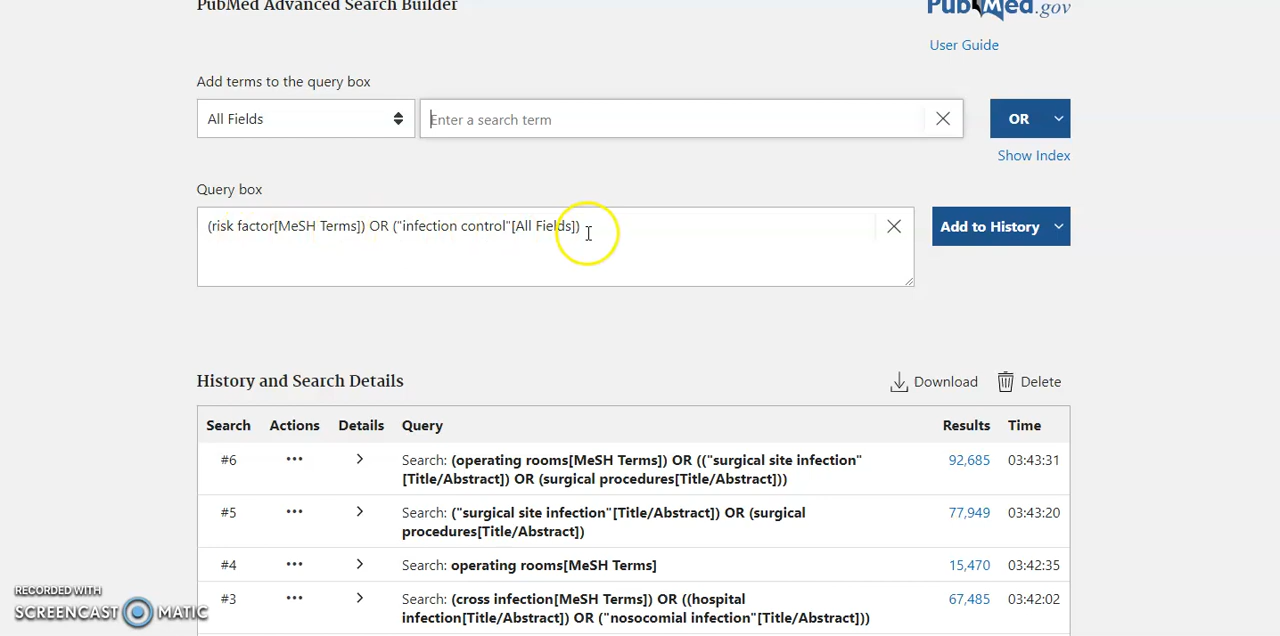 PubMed Advanced Search Builder
PubMed.gov
User Guide
Add terms to the query box
All Fields
Enter a search term
OR
Show Index
Query box
(risk factor[MeSH Terms]) OR ("infection control"[All Fields])
Add to History
History and Search Details
Download
Delete
Search Actions Details Query Results Time
#6 Search: (operating rooms[MeSH Terms]) OR (("surgical site infection" 92,685 03:43:31
[Title/Abstract]) OR (surgical procedures[Title/Abstract]))
#5 Search: ("surgical site infection"[Title/Abstract]) OR (surgical 77,949 03:43:20
procedures[Title/Abstract])
#4 Search: operating rooms[MeSH Terms] 15,470 03:42:35
#3 Search: (cross infection[MeSH Terms]) OR ((hospital 67,485 03:42:02
infection[Title/Abstract]) OR ("nosocomial infection"[Title/Abstract]))
RECORDED WITH
SCREENCAST MATIC